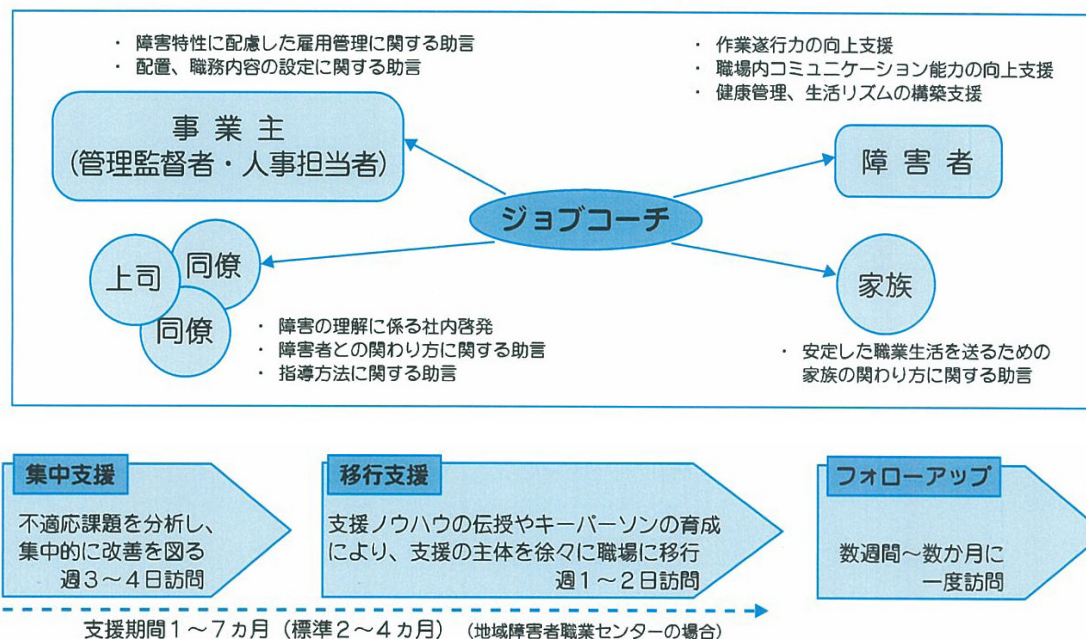 ・ 障害特性に配慮した雇用管理に関する助言
・ 配置、職務内容の設定に関する助言
事 業 主
(管理監督者・人事担当者)
・ 作業遂行力の向上支援
・ 職場内コミュニケーション能力の向上支援
・ 健康管理、生活リズムの構築支援
障 害 者
ジョブコーチ
上司
同僚
同僚
・ 障害の理解に係る社内啓発
・ 障害者との関わり方に関する助言
・ 指導方法に関する助言
家族
・ 安定した職業生活を送るための
家族の関わり方に関する助言
集中支援
不適応課題を分析し、
集中的に改善を図る
週3～4日訪問
移行支援
支援ノウハウの伝授やキーパーソンの育成
により、支援の主体を徐々に職場に移行
週1～2日訪問
フォローアップ
数週間～数か月に
一度訪問
支援期間1～7ヵ月（標準2～4ヵ月）（地域障害者職業センターの場合）